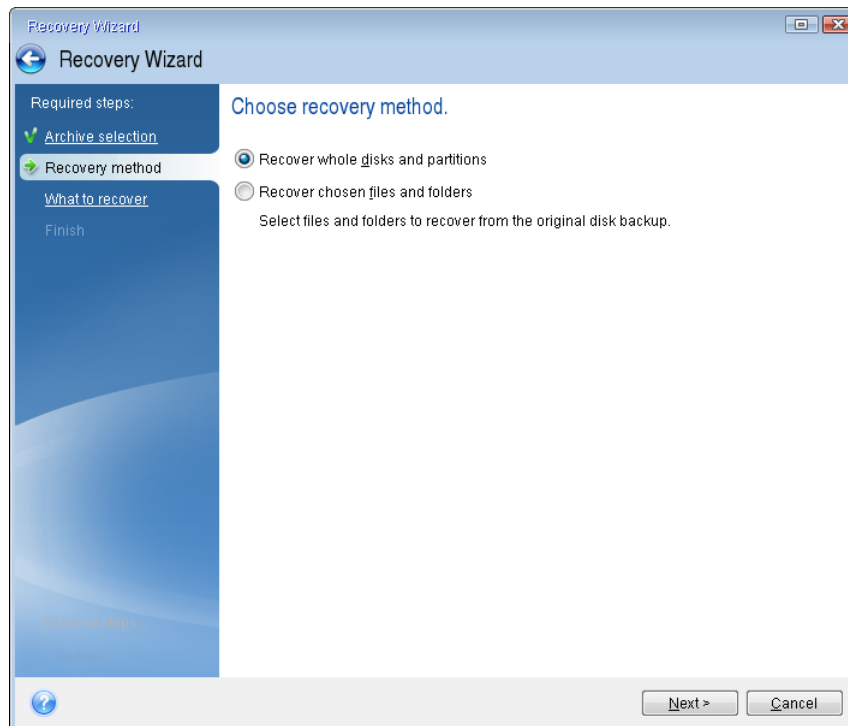 Recovery Wizard
Recovery Wizard
Required steps:
Archive selection
Recovery method
What to recover
Finish
Choose recovery method.
Recover whole disks and partitions
Recover chosen files and folders
Select files and folders to recover from the original disk backup.
Next >
Cancel